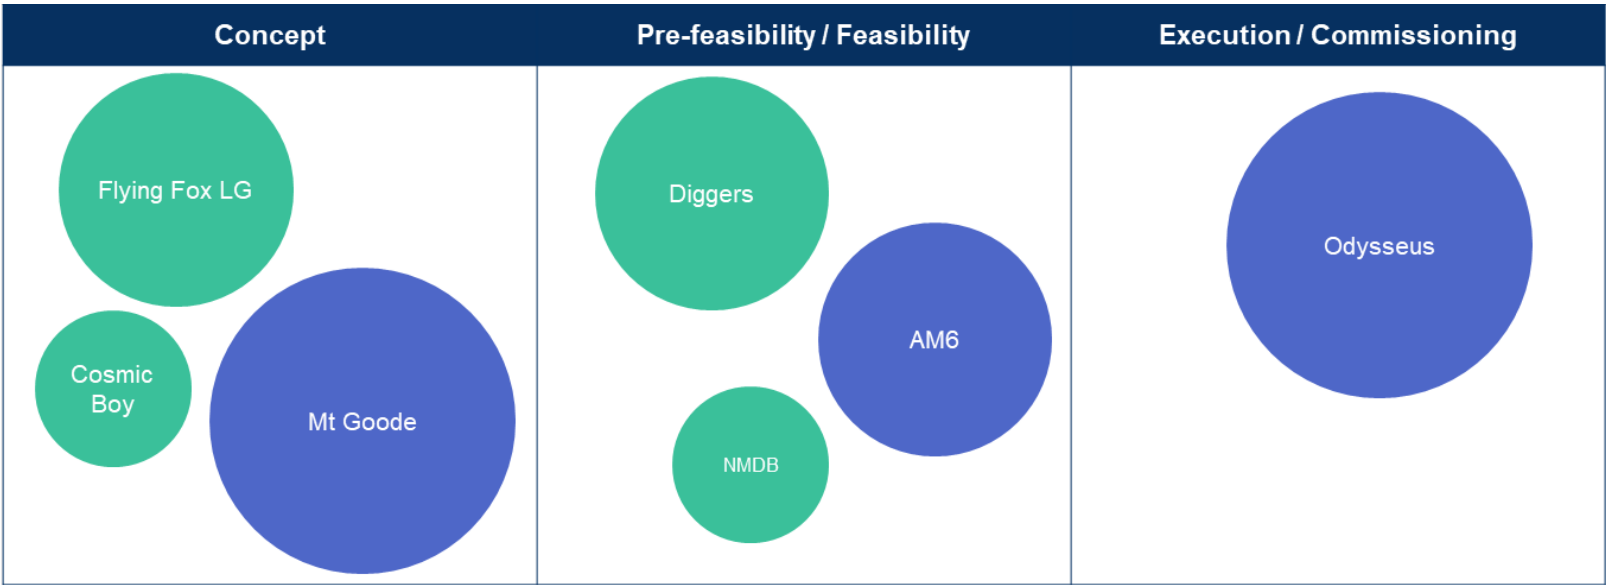 Concept
Pre-feasibility / Feasibility
Execution / Commissioning
Flying Fox LG
Cosmic
Boy
Mt Goode
Diggers
AM6
NMDB
Odysseus